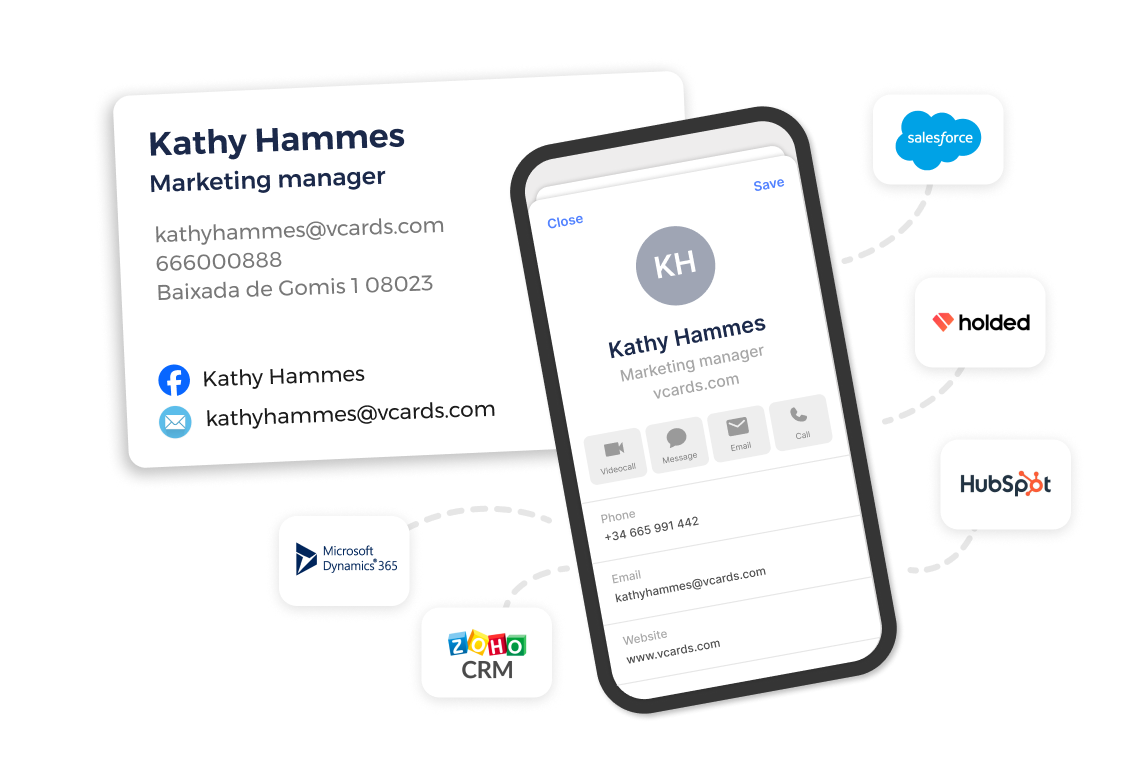 Kathy Hammes
Marketing manager
kathyhammes@vcards.com
666000888
Baixada de Gomis 1 08023
Kathy Hammes
kathyhammes@vcards.com
Close
Save
KH
Kathy Hammes
Marketing manager
vcards.com
Videocall
Message
Email
Call
Phone
+34 665 991 442
Email
kathyhammes@vcards.com
Website
www.vcards.com
salesforce
holded
HubSpot
Microsoft
Dynamics® 365
ZOHO
CRM